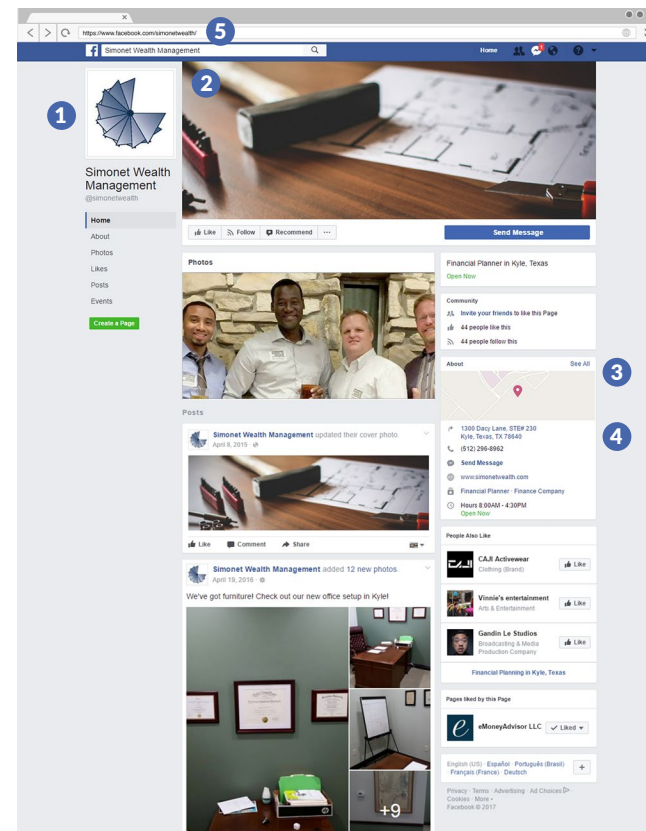 https://www.facebook.com/simonetwealth/
5
Simonet Wealth Management
Home
1
2
Simonet Wealth
Management
@simonetwealth
Home
About
Photos
Likes
Posts
Events
Create a Page
Like Follow Recommend ...
Send Message
Photos
Posts
Simonet Wealth Management updated their cover photo.
April 8, 2015
Like Comment Share
Simonet Wealth Management added 12 new photos.
April 19, 2016
We've got furniture! Check out our new office setup in Kyle!
+9
Financial Planner in Kyle, Texas
Open Now
Community
Invite your friends to like this Page
44 people like this
44 people follow this
About See All
3
1300 Dacy Lane, STE# 230
Kyle, Texas, TX 78640
4
(512) 296-8962
Send Message
www.simonetwealth.com
Financial Planner · Finance Company
Hours 8:00AM - 4:30PM
Open Now
People Also Like
CAJI Activewear
Clothing (Brand)
Like
Vinnie's entertainment
Arts & Entertainment
Like
Gandin Le Studios
Broadcasting & Media
Production Company
Like
Financial Planning in Kyle, Texas
Pages liked by this Page
eMoneyAdvisor LLC
Liked
English (US) · Español · Português (Brasil)
· Français (France) · Deutsch
Privacy · Terms · Advertising · Ad Choices
Cookies · More
Facebook © 2017